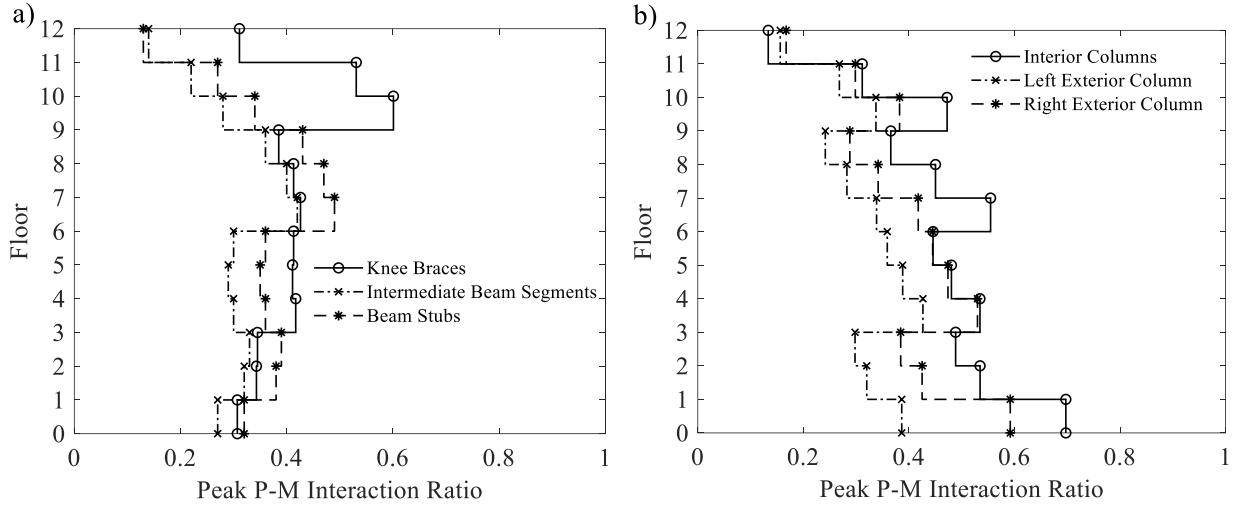 a)
12
11
10
9
8
7
6
5
4
3
2
1
0
Floor
Knee Braces
Intermediate Beam Segments
Beam Stubs
0 0.2 0.4 0.6 0.8 1
Peak P-M Interaction Ratio
b)
12
11
10
9
8
7
6
5
4
3
2
1
0
Floor
Interior Columns
Left Exterior Column
Right Exterior Column
0 0.2 0.4 0.6 0.8 1
Peak P-M Interaction Ratio